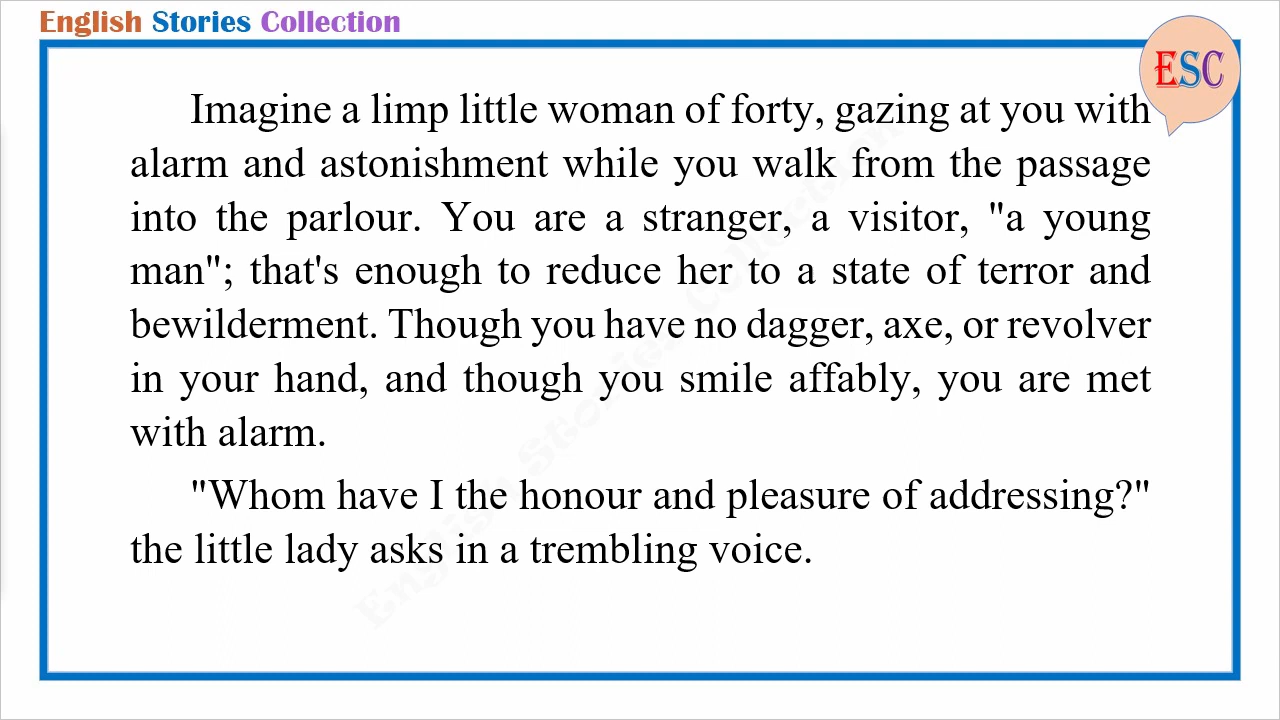 English Stories Collection
ESC
Imagine a limp little woman of forty, gazing at you with
alarm and astonishment while you walk from the passage
into the parlour. You are a stranger, a visitor, "a young
man"; that's enough to reduce her to a state of terror and
bewilderment. Though you have no dagger, axe, or revolver
in your hand, and though you smile affably, you are met
with alarm.
"Whom have I the honour and pleasure of addressing?"
the little lady asks in a trembling voice.
English Stories Collection